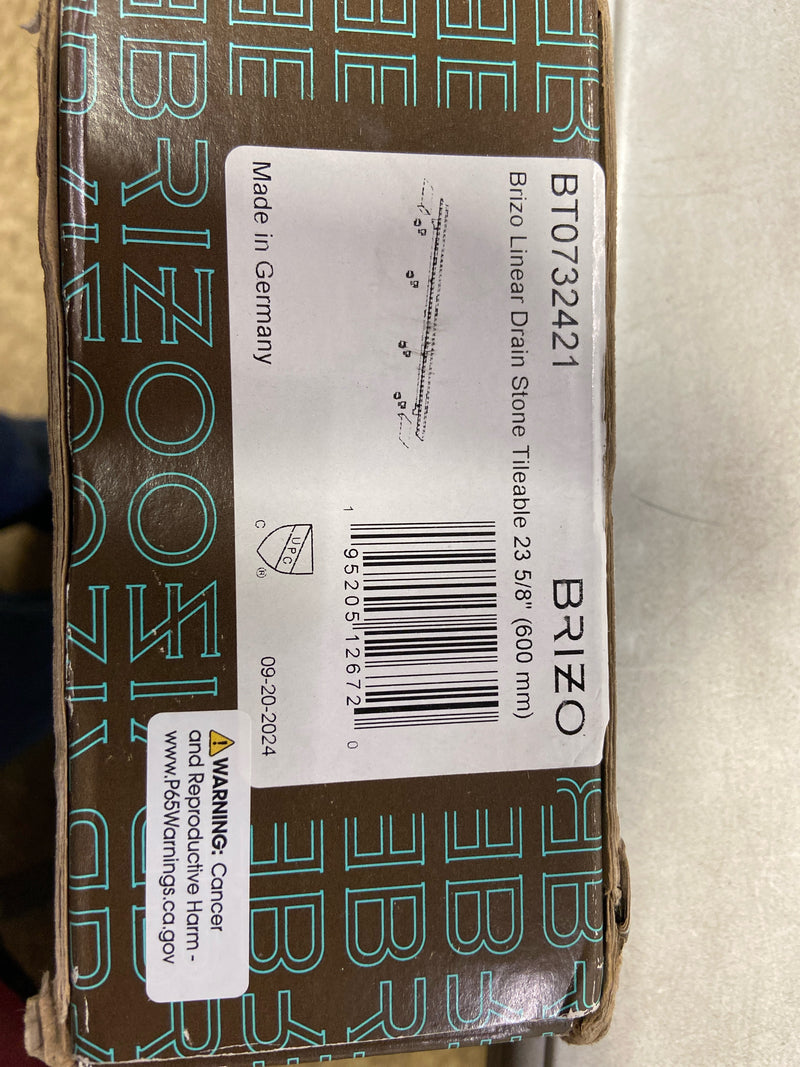 BT0732421
BRIZO
Brizo Linear Drain Stone Tileable 23 5/8" (600 mm)
1 95205 12672 0
UPC
C ®
Made in Germany
09-20-2024
WARNING: Cancer
and Reproductive Harm -
www.P65Warnings.ca.gov
BRIZO